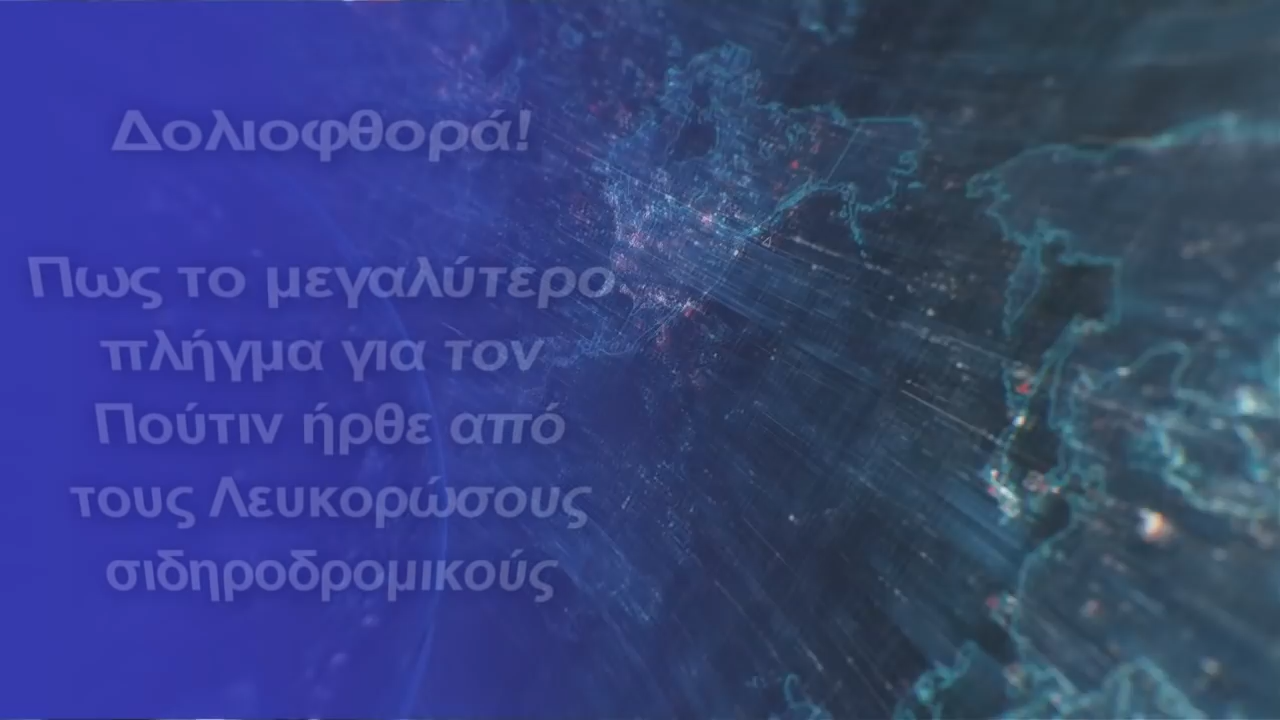 Δολιοφθορά!
Πως το μεγαλύτερο
πλήγμα για τον
Πούτιν ήρθε από
τους Λευκορώσους
σιδηροδρομικούς